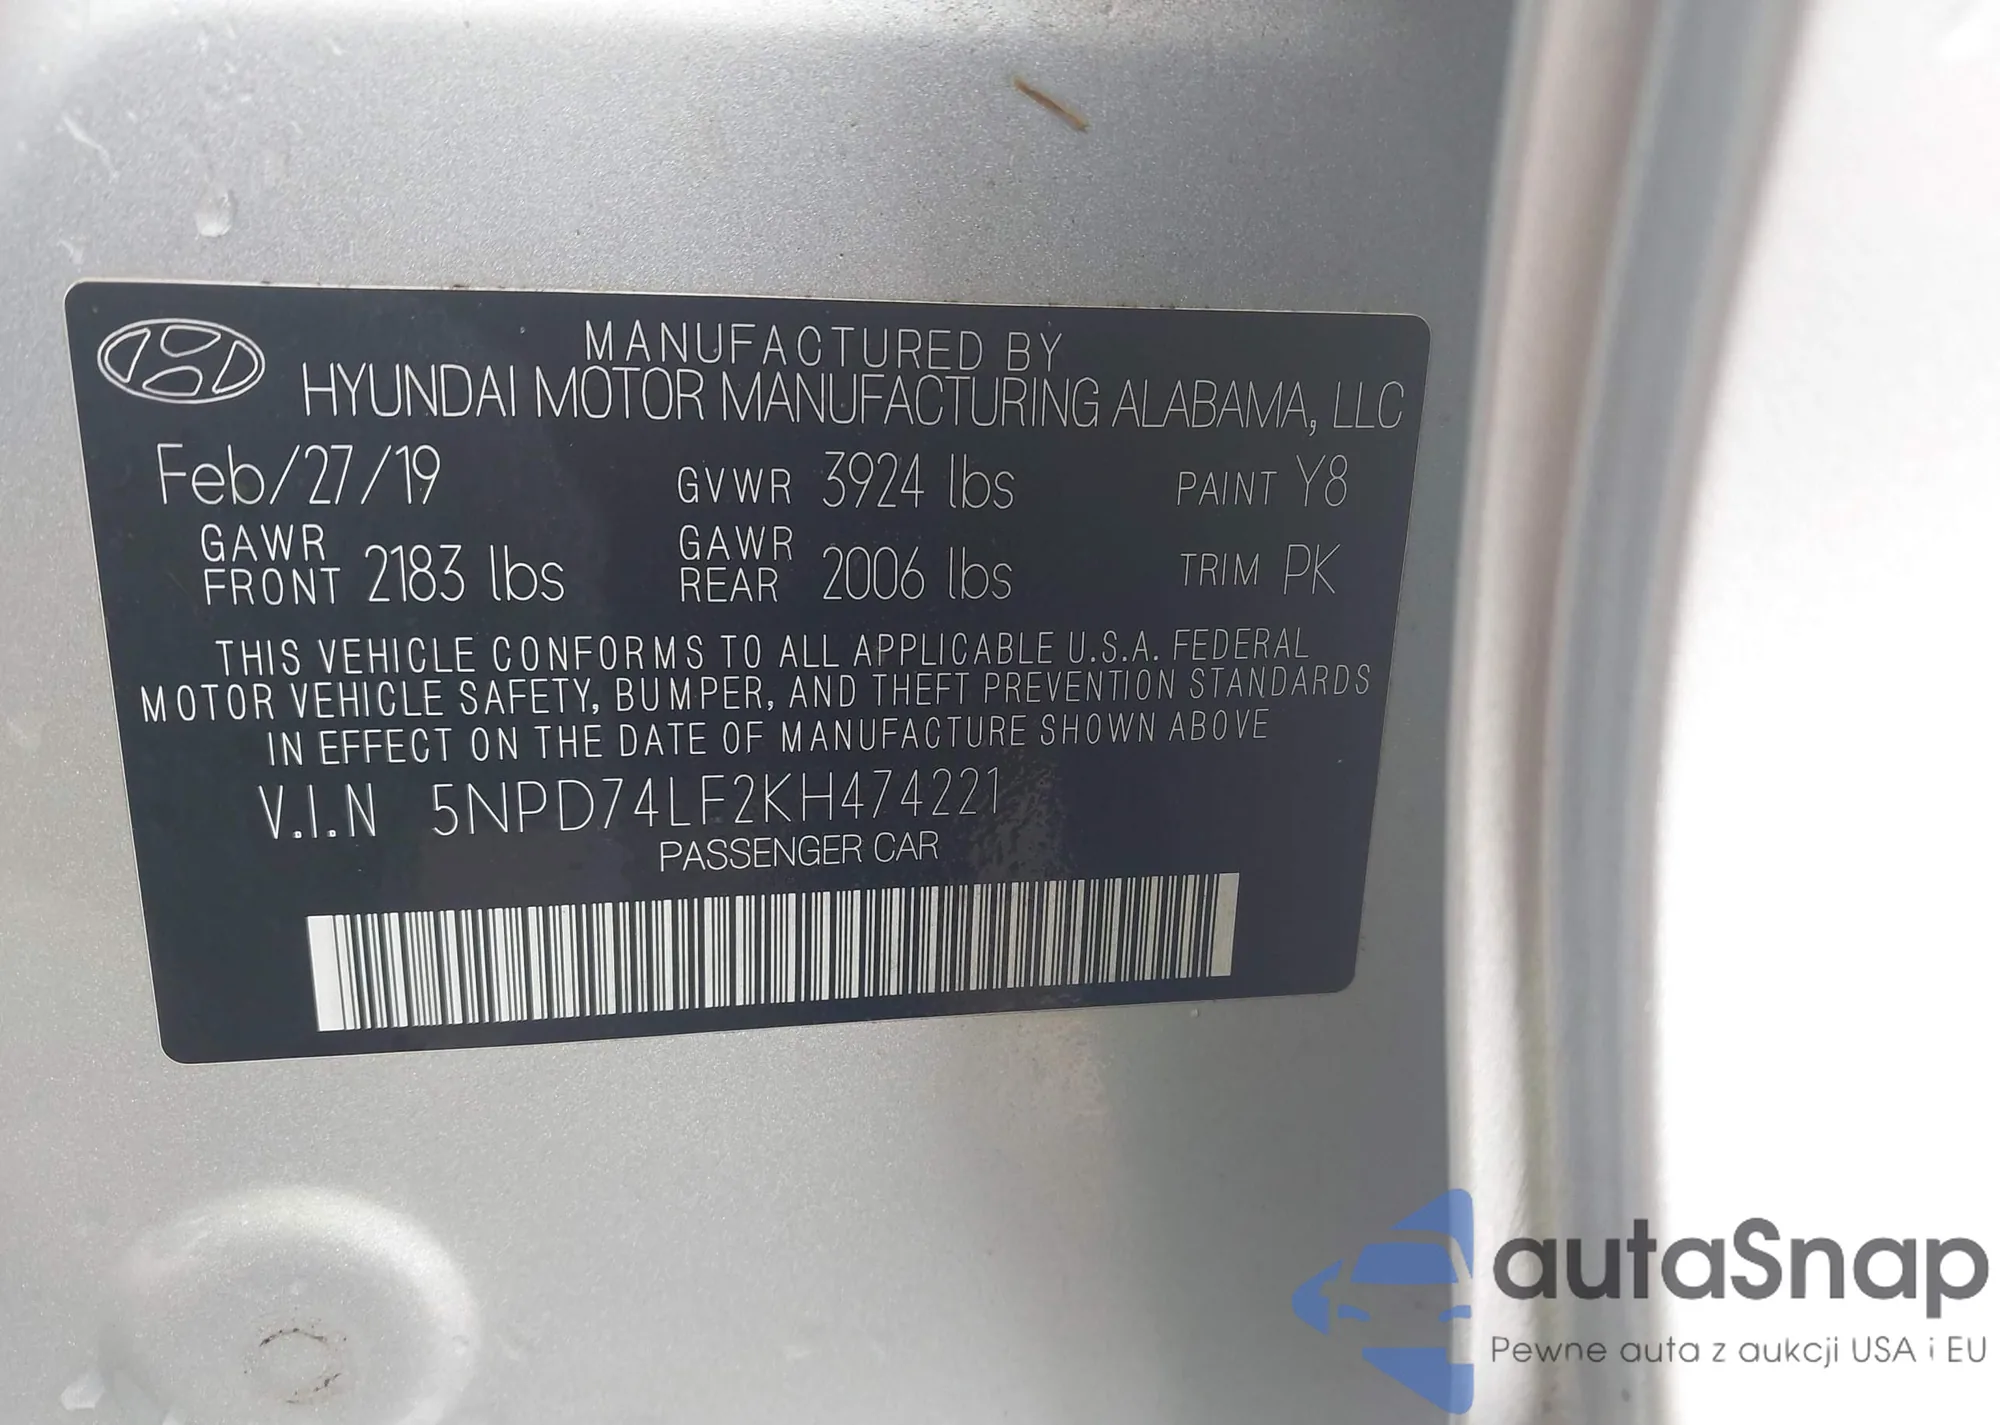 MANUFACTURED BY
HYUNDAI MOTOR MANUFACTURING ALABAMA, LLC
Feb/27/19 GVWR 3924 lbs PAINT Y8
GAWR FRONT 2183 lbs GAWR REAR 2006 lbs TRIM PK
THIS VEHICLE CONFORMS TO ALL APPLICABLE U.S.A. FEDERAL
MOTOR VEHICLE SAFETY, BUMPER, AND THEFT PREVENTION STANDARDS
IN EFFECT ON THE DATE OF MANUFACTURE SHOWN ABOVE
V.I.N 5NPD74LF2KH474221
PASSENGER CAR
autaSnap
Pewne auta z aukcji USA i EU